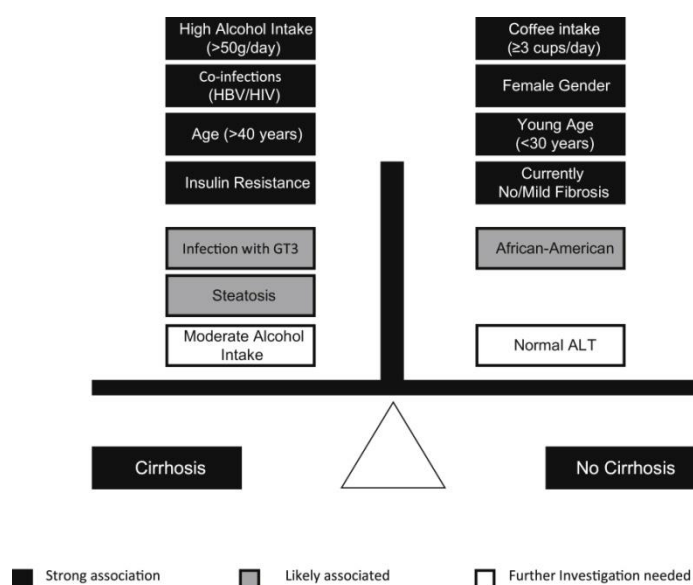 High Alcohol Intake
(>50g/day)
Co-infections
(HBV/HIV)
Age (>40 years)
Insulin Resistance
Infection with GT3
Steatosis
Moderate Alcohol
Intake
Coffee intake
(≥3 cups/day)
Female Gender
Young Age
(<30 years)
Currently
No/Mild Fibrosis
African-American
Normal ALT
Cirrhosis
No Cirrhosis
Strong association
Likely associated
Further Investigation needed